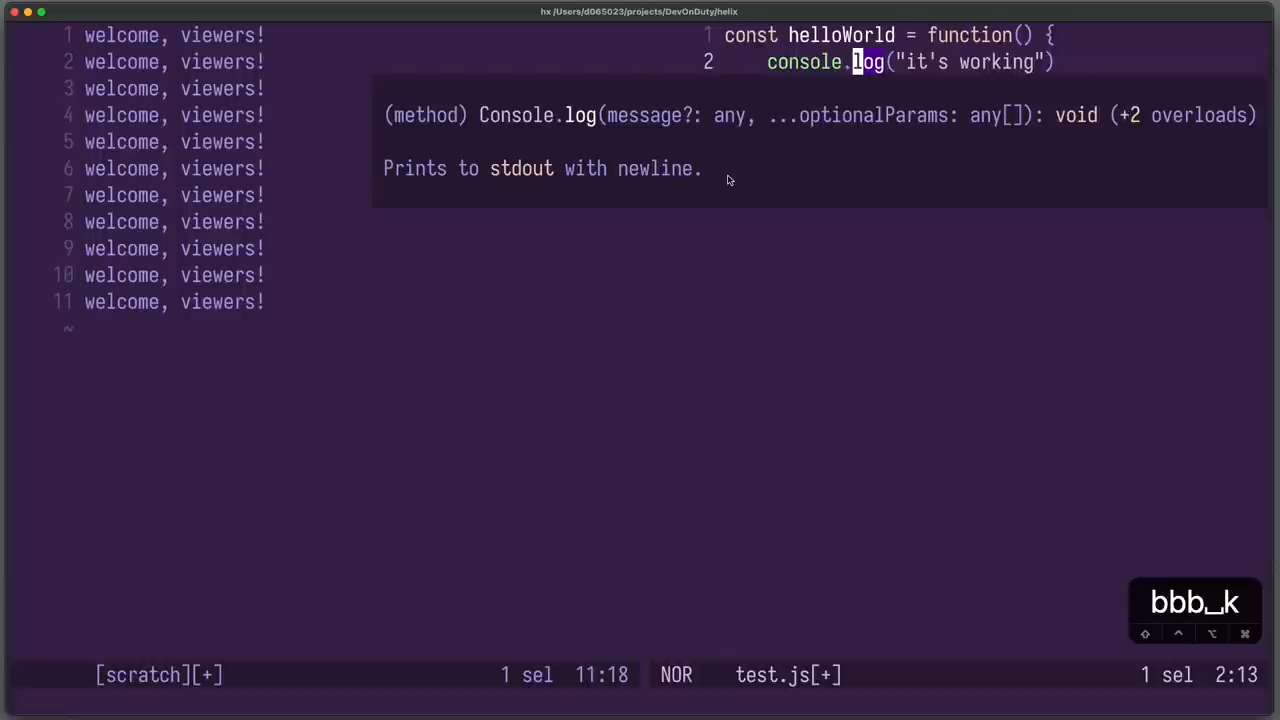 hx /Users/d065023/projects/DevOnDuty/helix
1 welcome, viewers!
2 welcome, viewers!
3 welcome, viewers!
4 welcome, viewers!
5 welcome, viewers!
6 welcome, viewers!
7 welcome, viewers!
8 welcome, viewers!
9 welcome, viewers!
10 welcome, viewers!
11 welcome, viewers!
~
1 const helloWorld = function() {
2 console.log("it's working")
(method) Console.log(message?: any, ...optionalParams: any[]): void (+2 overloads)
Prints to stdout with newline.
bbb␣k
⇧ ^ ⌥ ⌘
[scratch][+] 1 sel 11:18
NOR test.js[+] 1 sel 2:13